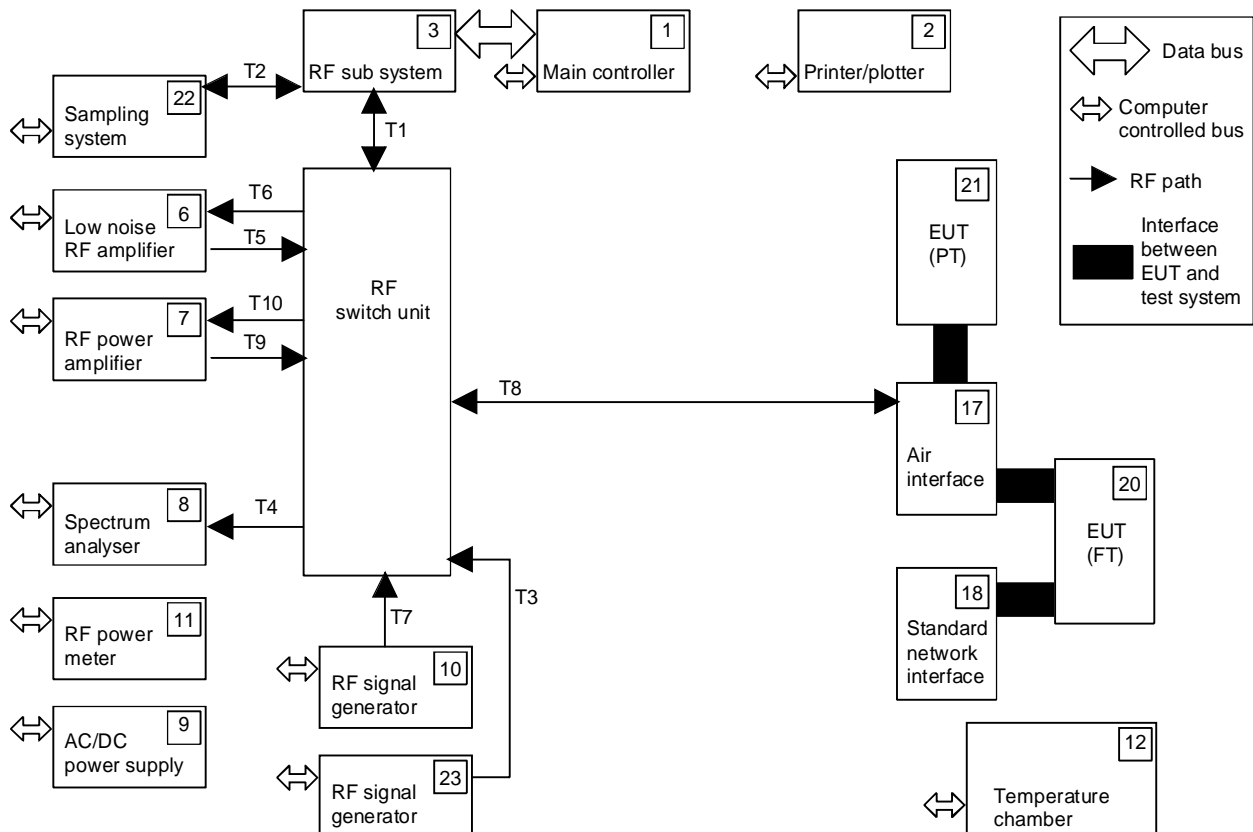 3
RF sub system
1
Main controller
2
Printer/plotter
Data bus
Computer
controlled bus
RF path
Interface
between
EUT and
test system
T2
22
Sampling
system
T1
T6
6
Low noise
RF amplifier
T5
T10
7
RF power
amplifier
T9
RF
switch unit
21
EUT
(PT)
T8
17
Air
interface
20
EUT
(FT)
8
Spectrum
analyser
T4
T3
18
Standard
network
interface
11
RF power
meter
T7
10
RF signal
generator
9
AC/DC
power supply
23
RF signal
generator
12
Temperature
chamber